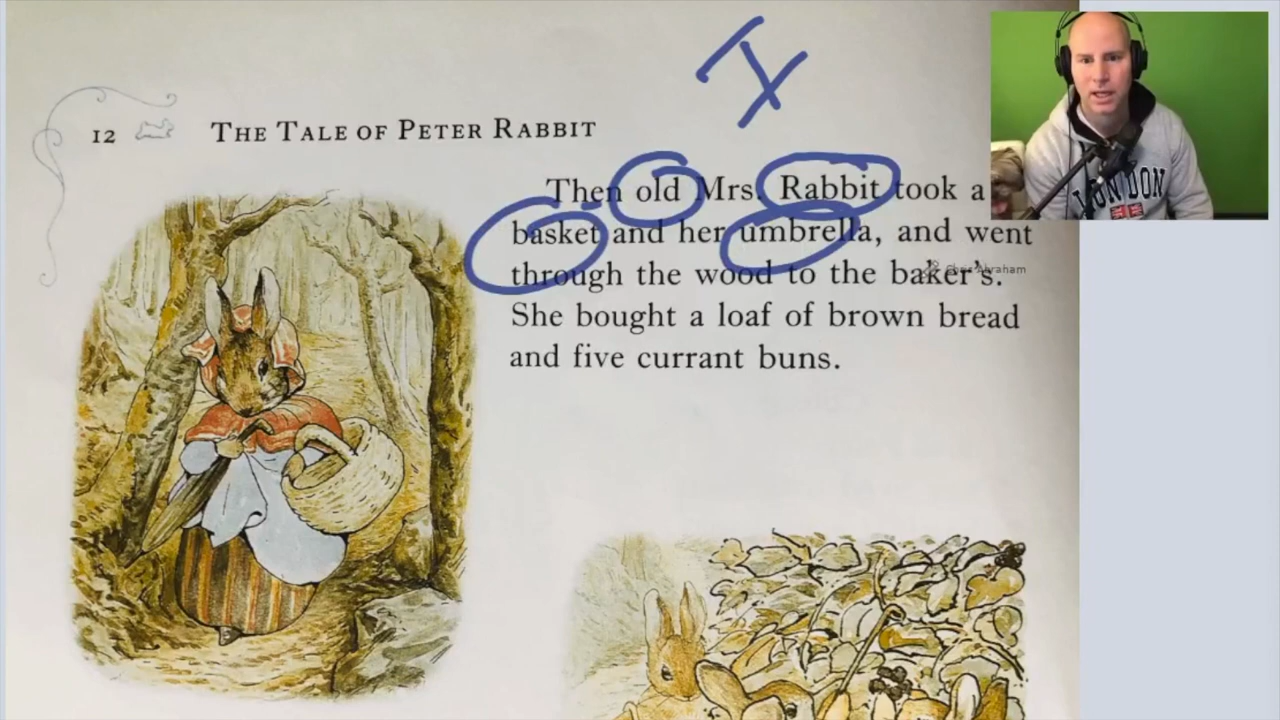 12 THE TALE OF PETER RABBIT
Then old Mrs. Rabbit took a
basket and her umbrella, and went
through the wood to the baker's.
She bought a loaf of brown bread
and five currant buns.
Abraham
LONDON